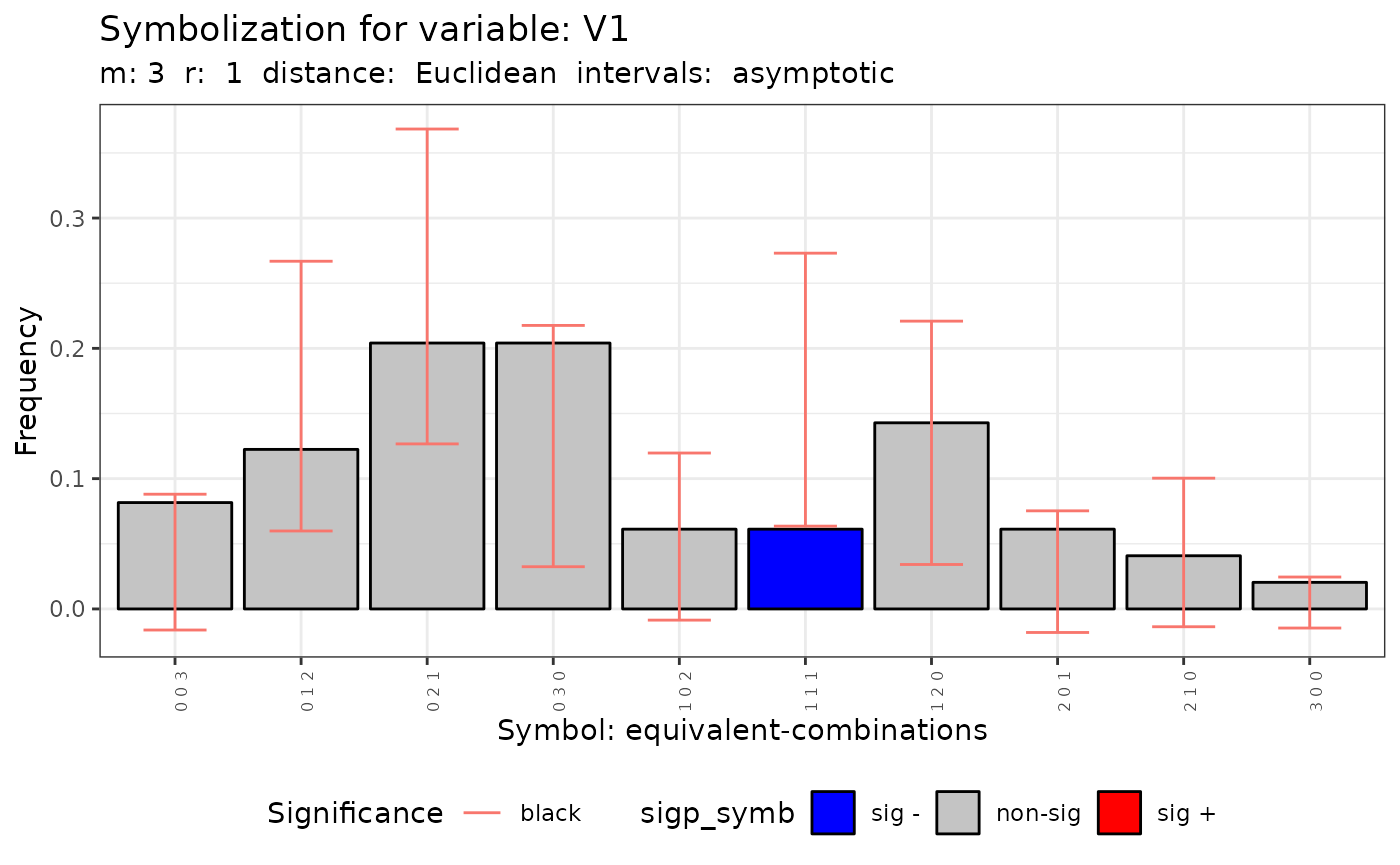 Symbolization for variable: V1
m: 3 r: 1 distance: Euclidean intervals: asymptotic
Frequency
0.3
0.2
0.1
0.0
0 0 3
0 1 2
0 2 1
0 3 0
1 0 2
1 1 1
1 2 0
2 0 1
2 1 0
3 0 0
Symbol: equivalent-combinations
Significance black sigp_symb sig - non-sig sig +